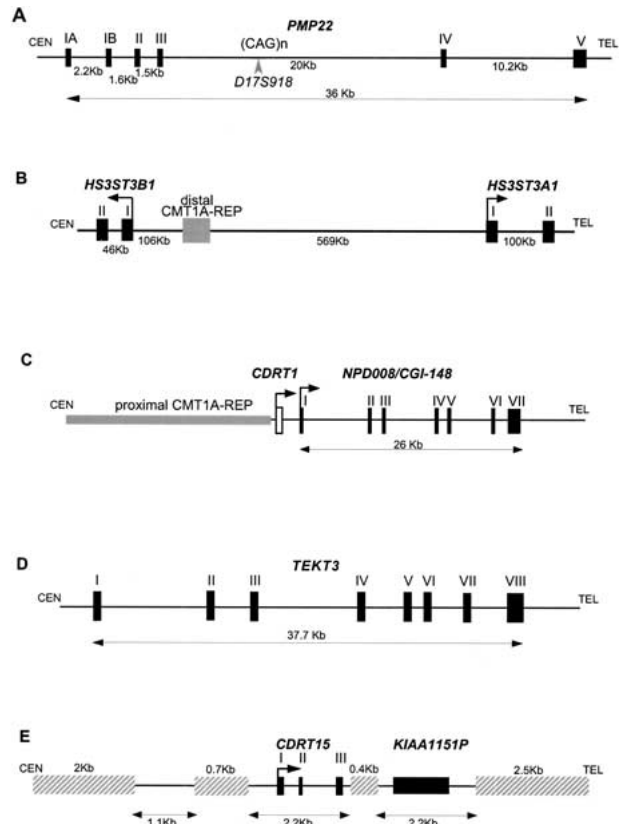 A
PMP22
CEN IA IB II III (CAG)n IV V TEL
2.2Kb 1.6Kb 1.5Kb 20Kb 10.2Kb
D17S918
36 Kb
B
HS3ST3B1 distal CMT1A-REP HS3ST3A1
CEN II I I II TEL
46Kb 106Kb 569Kb 100Kb
C
CDRT1 NPD008/CGI-148
CEN proximal CMT1A-REP I II III IV V VI VII TEL
26 Kb
D
TEKT3
CEN I II III IV V VI VII VIII TEL
37.7 Kb
E
CDRT15 KIAA1151P
CEN 2Kb 0.7Kb I II III 0.4Kb 2.5Kb TEL
1.1Kb 2.2Kb 2.2Kb